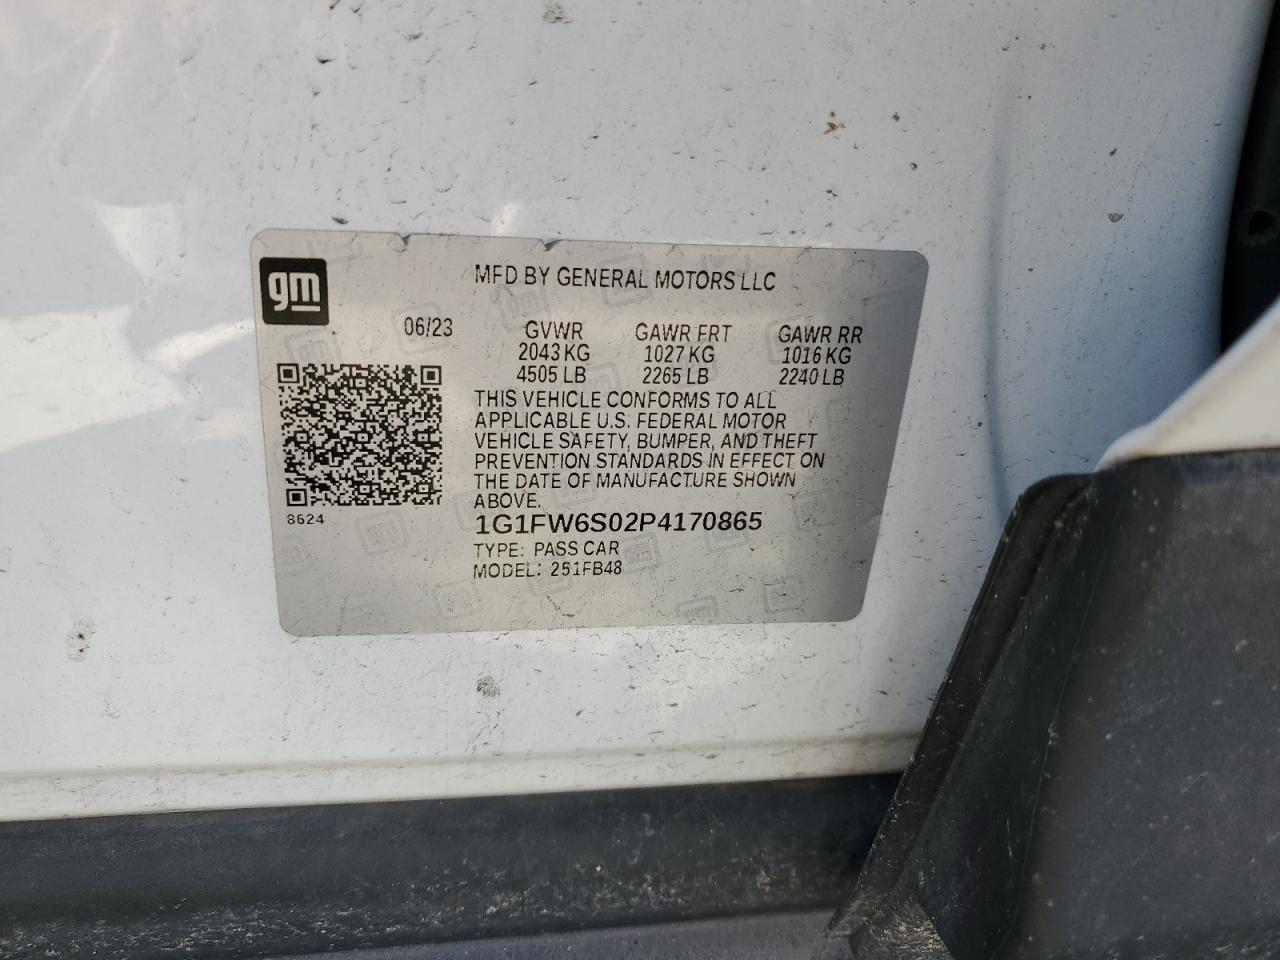 gm
MFD BY GENERAL MOTORS LLC
06/23 GVWR GAWR FRT GAWR RR
2043 KG 1027 KG 1016 KG
4505 LB 2265 LB 2240 LB
THIS VEHICLE CONFORMS TO ALL
APPLICABLE U.S. FEDERAL MOTOR
VEHICLE SAFETY, BUMPER, AND THEFT
PREVENTION STANDARDS IN EFFECT ON
THE DATE OF MANUFACTURE SHOWN
ABOVE.
8624
1G1FW6S02P4170865
TYPE: PASS CAR
MODEL: 251FB48